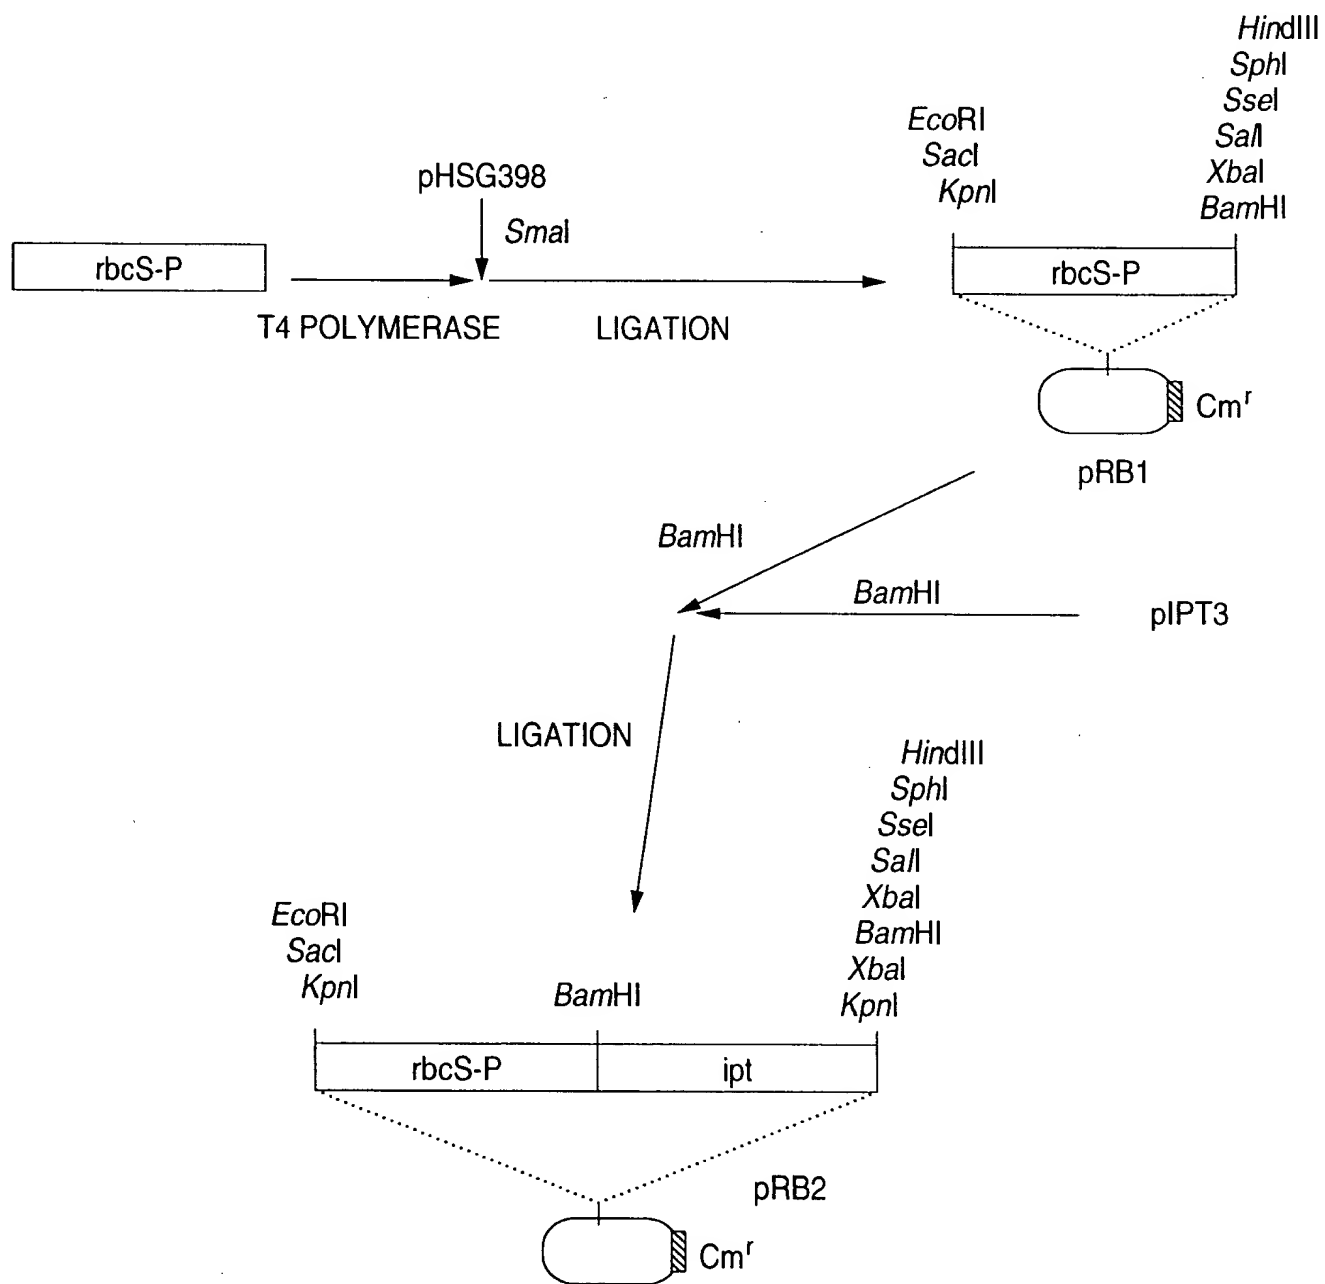 HindIII
SphI
SseI
SalI
XbaI
BamHI
EcoRI
SacI
KpnI
pHSG398
SmaI
rbcS-P
T4 POLYMERASE
LIGATION
rbcS-P
Cmr
pRB1
BamHI
BamHI
pIPT3
LIGATION
HindIII
SphI
SseI
SalI
XbaI
BamHI
XbaI
KpnI
EcoRI
SacI
KpnI
BamHI
rbcS-P
ipt
pRB2
Cmr